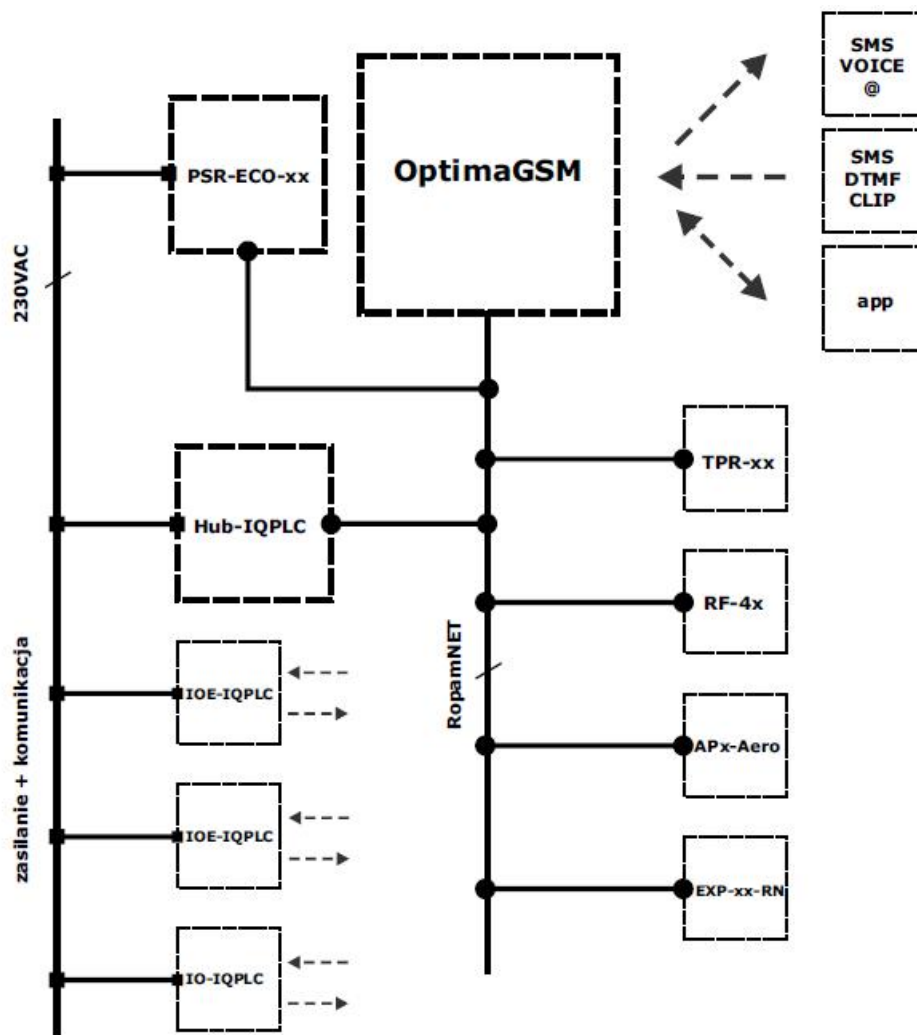 SMS
VOICE
@
PSR-ECO-xx
OptimaGSM
SMS
DTMF
CLIP
230VAC
app
TPR-xx
Hub-IQPLC
RF-4x
zasilanie + komunikacja
RopamNET
IOE-IQPLC
APx-Aero
IOE-IQPLC
EXP-xx-RN
IO-IQPLC